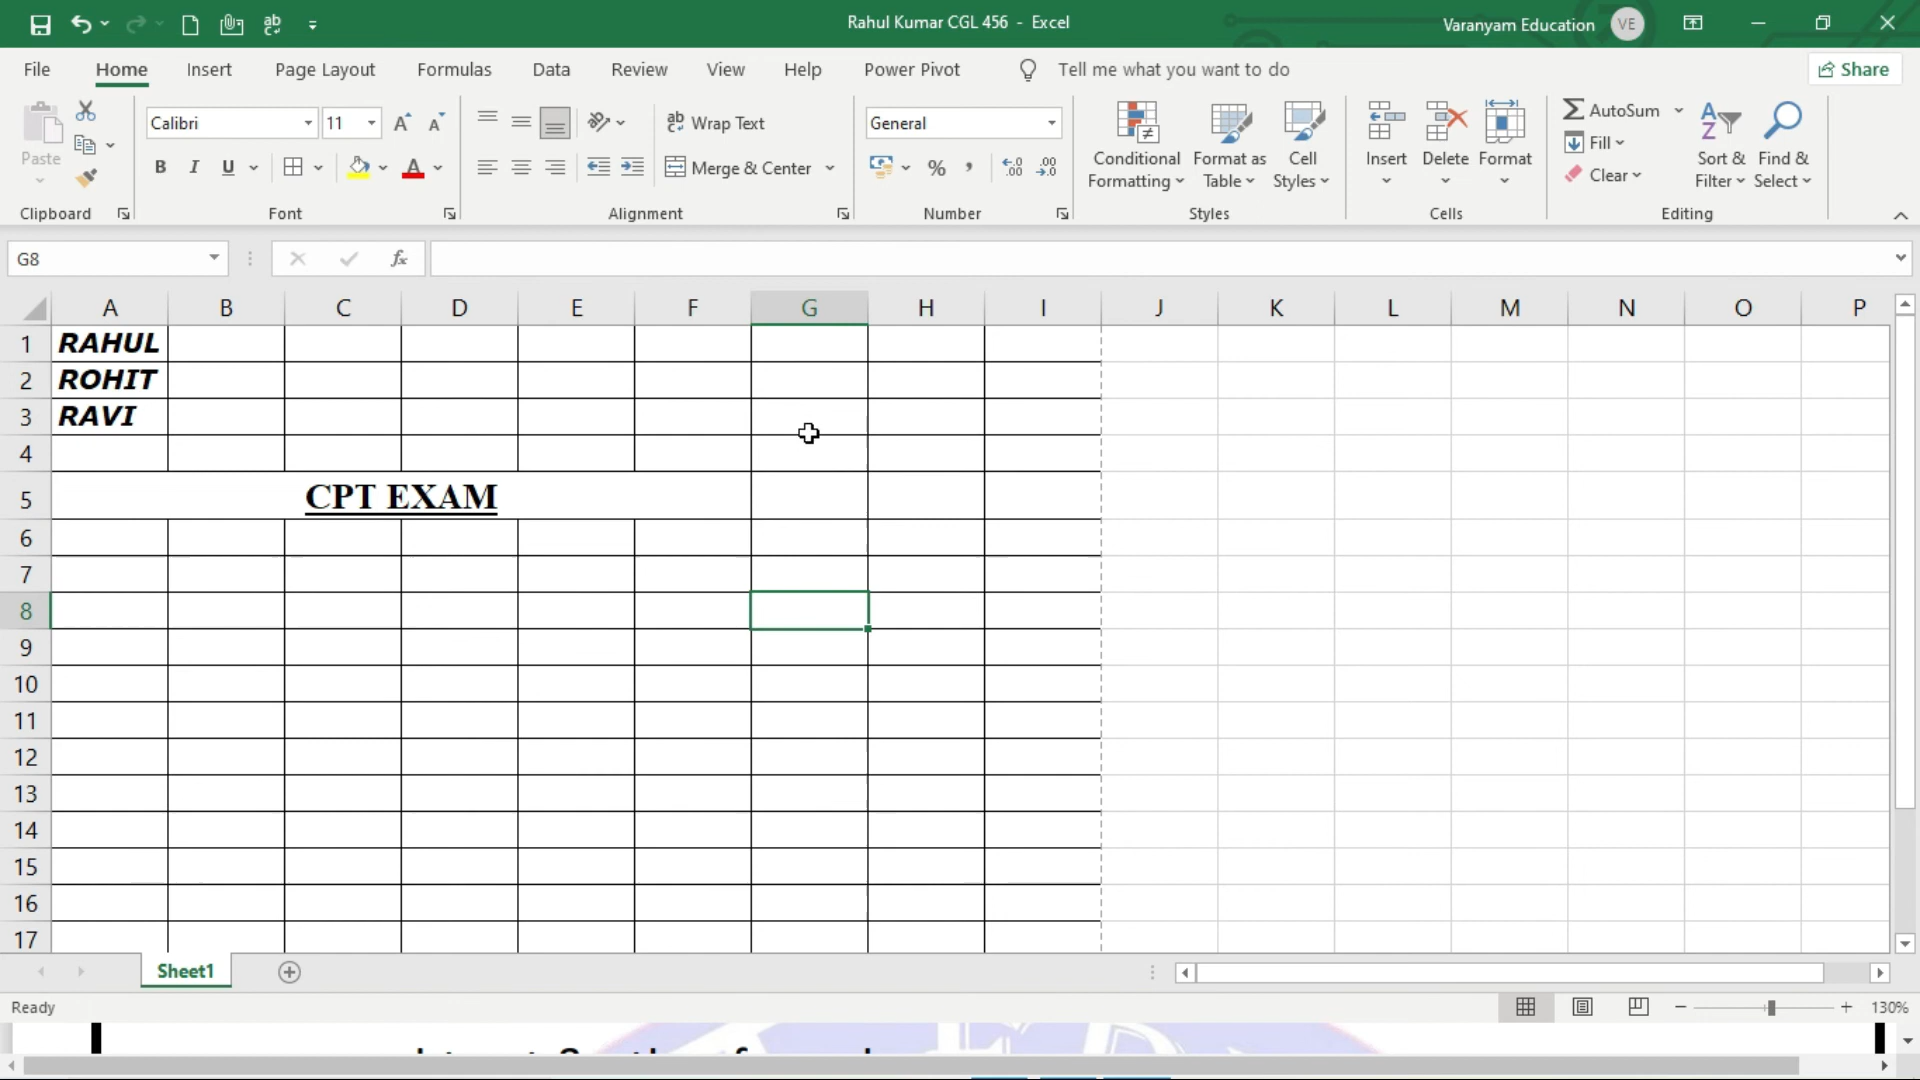 Rahul Kumar CGL 456 - Excel
Varanyam Education VE
File Home Insert Page Layout Formulas Data Review View Help Power Pivot Tell me what you want to do Share
Paste
Clipboard
Calibri 11
B I U A
Font
ab Wrap Text
Merge & Center
Alignment
General
% , .00
Number
Conditional Formatting
Format as Table
Cell Styles
Styles
Insert Delete Format
Cells
AutoSum
Fill
Clear
Sort & Filter
Find & Select
Editing
G8 fx
A B C D E F G H I J K L M N O P
1 RAHUL
2 ROHIT
3 RAVI
4
5 CPT EXAM
6
7
8
9
10
11
12
13
14
15
16
17
Sheet1
Ready 130%